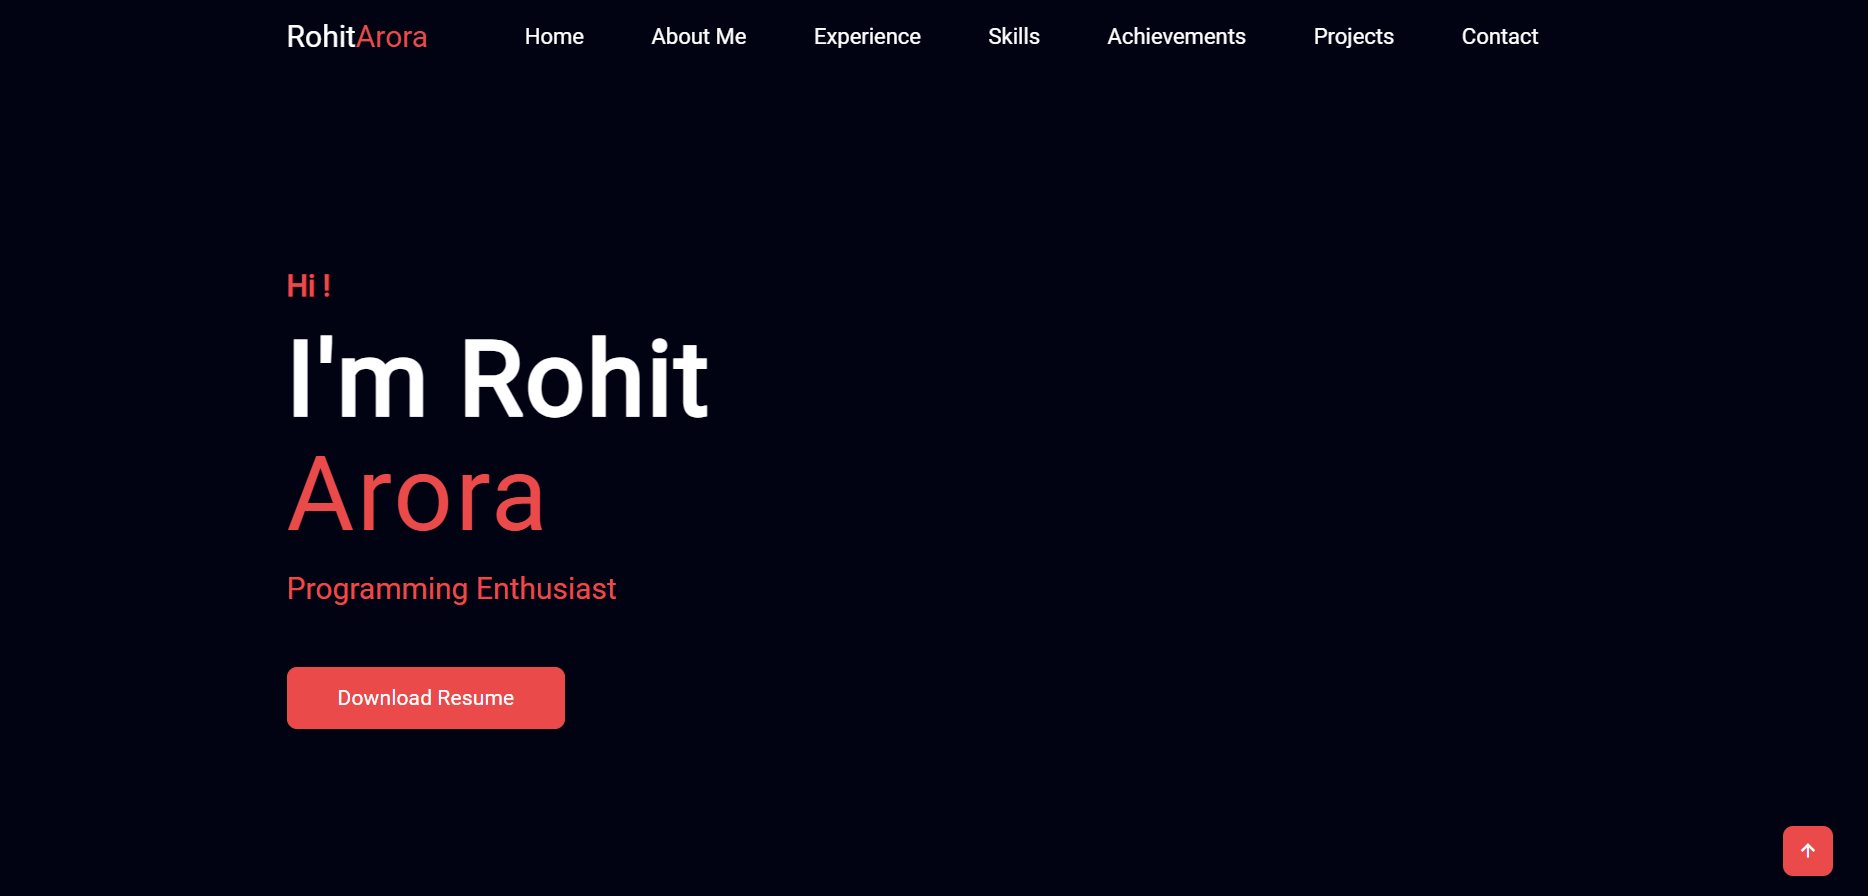 RohitArora Home About Me Experience Skills Achievements Projects Contact
Hi !
I'm Rohit
Arora
Programming Enthusiast
Download Resume